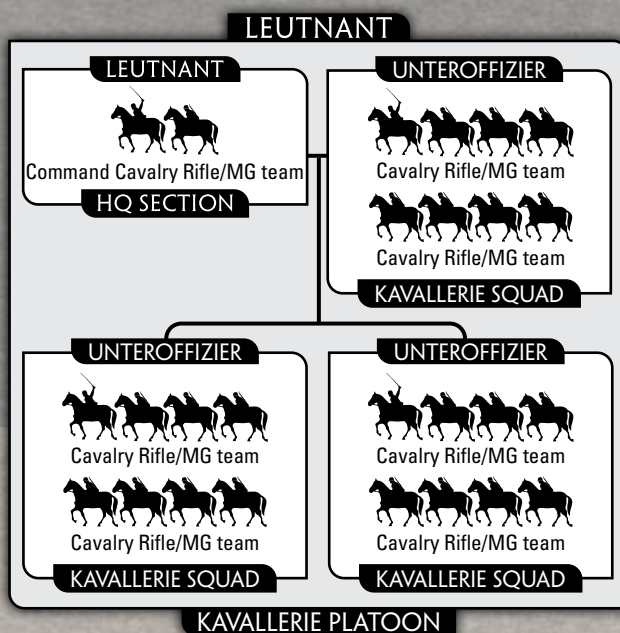 LEUTNANT
LEUTNANT
Command Cavalry Rifle/MG team
HQ SECTION
UNTEROFFIZIER
Cavalry Rifle/MG team
Cavalry Rifle/MG team
KAVALLERIE SQUAD
UNTEROFFIZIER
Cavalry Rifle/MG team
Cavalry Rifle/MG team
KAVALLERIE SQUAD
UNTEROFFIZIER
Cavalry Rifle/MG team
Cavalry Rifle/MG team
KAVALLERIE SQUAD
KAVALLERIE PLATOON